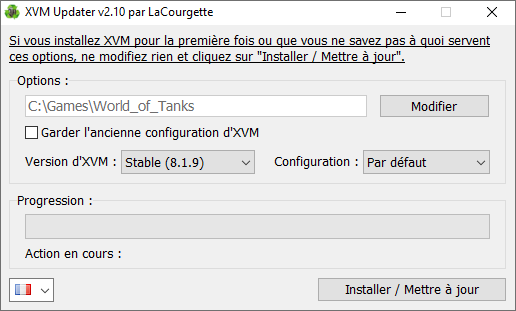 XVM Updater v2.10 par LaCourgette
Si vous installez XVM pour la première fois ou que vous ne savez pas à quoi servent
ces options, ne modifiez rien et cliquez sur "Installer / Mettre à jour".
Options :
C:\Games\World_of_Tanks
Modifier
Garder l'ancienne configuration d'XVM
Version d'XVM : Stable (8.1.9) Configuration : Par défaut
Progression :
Action en cours :
Installer / Mettre à jour